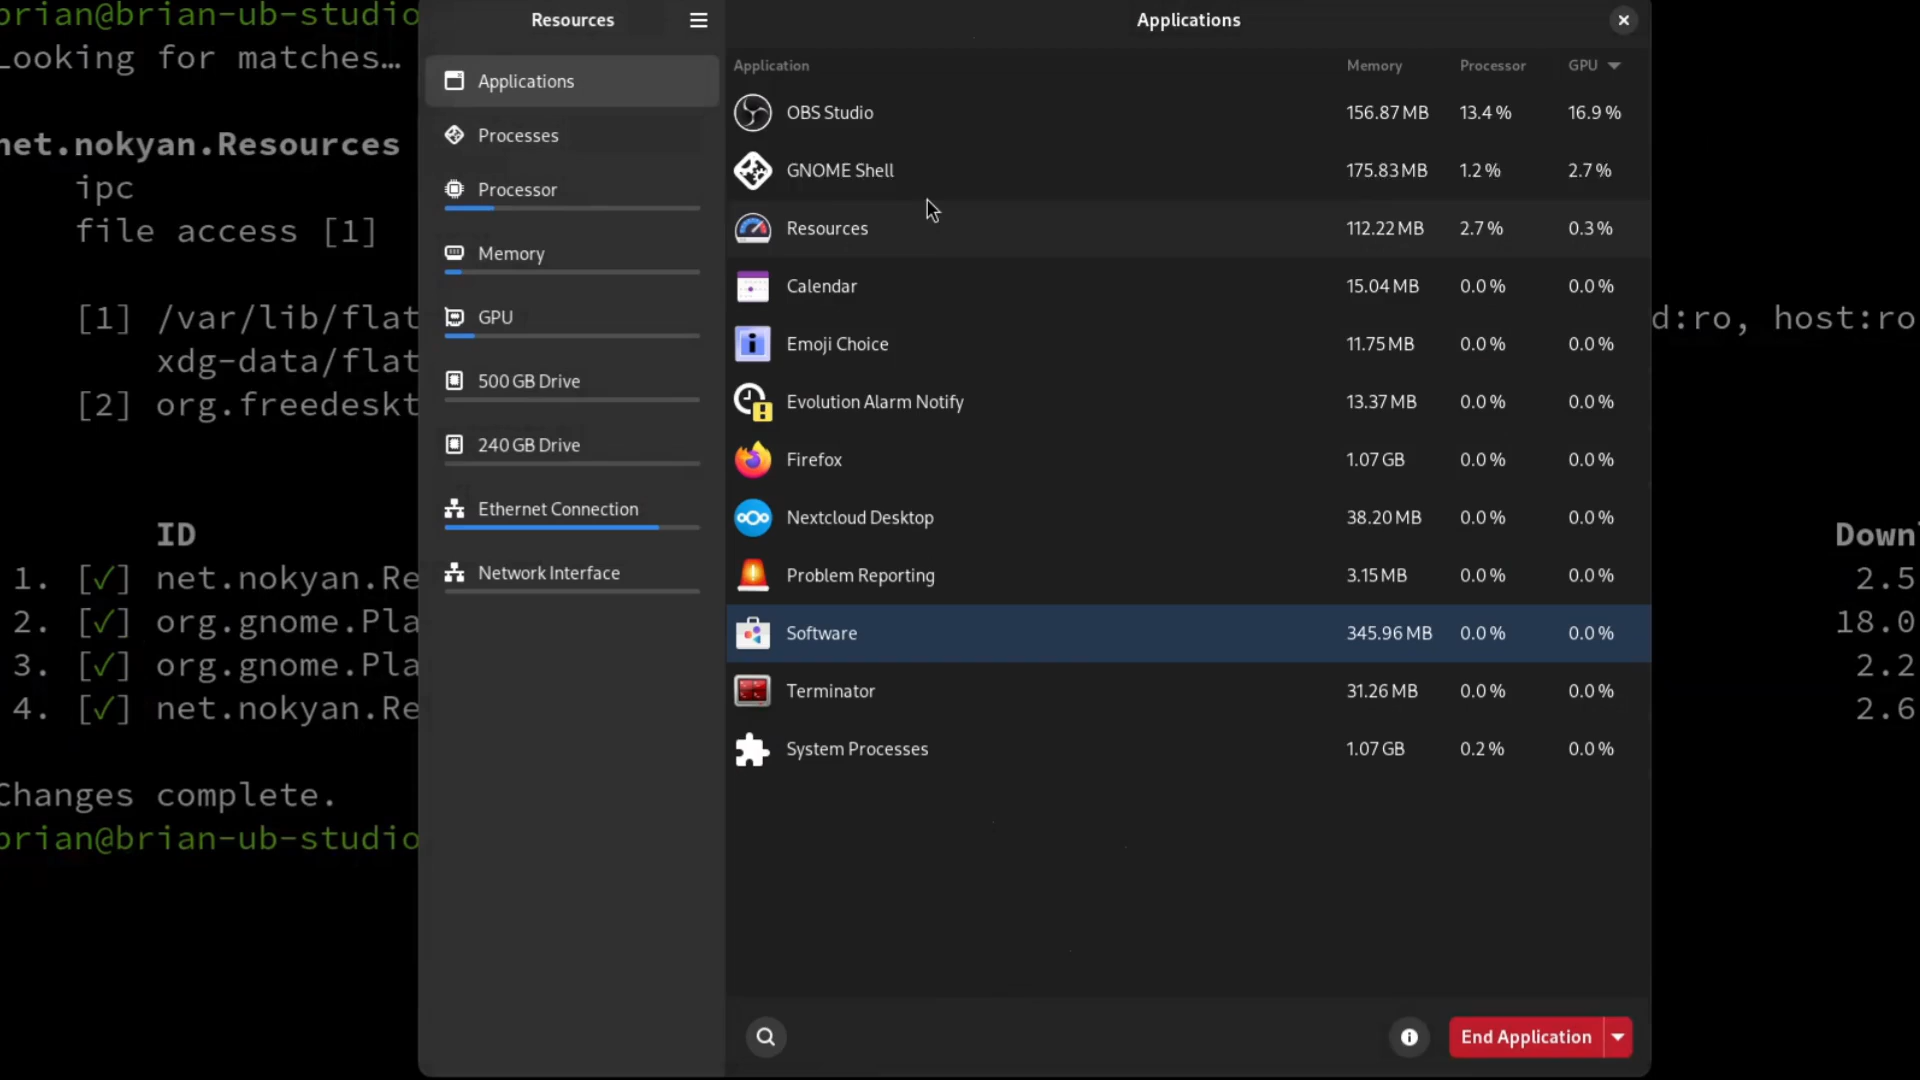 brian@brian-ub-studio
Looking for matches…
net.nokyan.Resources
ipc
file access [1]
[1] /var/lib/flat
d:ro, host:ro
xdg-data/flat
[2] org.freedeskt
ID
Down
1. [✓] net.nokyan.Re
2.5
2. [✓] org.gnome.Pla
18.0
3. [✓] org.gnome.Pla
2.2
4. [✓] net.nokyan.Re
2.6
Changes complete.
brian@brian-ub-studio
Resources
Applications
Processes
Processor
Memory
GPU
500 GB Drive
240 GB Drive
Ethernet Connection
Network Interface
Applications
Application Memory Processor GPU
OBS Studio 156.87 MB 13.4 % 16.9 %
GNOME Shell 175.83 MB 1.2 % 2.7 %
Resources 112.22 MB 2.7 % 0.3 %
Calendar 15.04 MB 0.0 % 0.0 %
Emoji Choice 11.75 MB 0.0 % 0.0 %
Evolution Alarm Notify 13.37 MB 0.0 % 0.0 %
Firefox 1.07 GB 0.0 % 0.0 %
Nextcloud Desktop 38.20 MB 0.0 % 0.0 %
Problem Reporting 3.15 MB 0.0 % 0.0 %
Software 345.96 MB 0.0 % 0.0 %
Terminator 31.26 MB 0.0 % 0.0 %
System Processes 1.07 GB 0.2 % 0.0 %
End Application